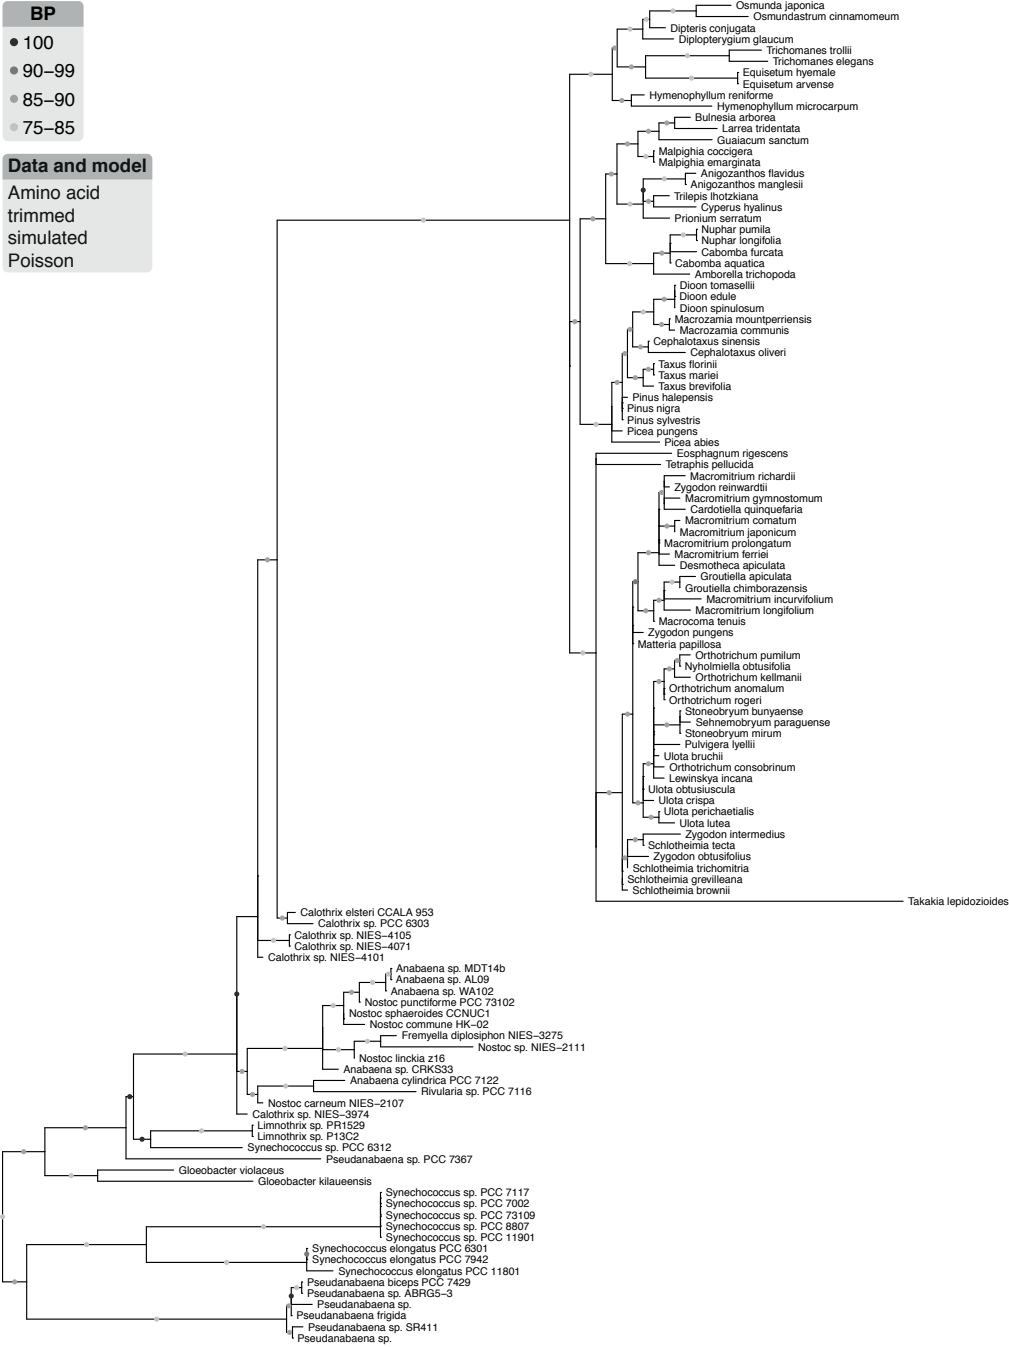 BP
100
90–99
85–90
75–85
Data and model
Amino acid
trimmed
simulated
Poisson
Osmunda japonica
Osmundastrum cinnamomeum
Dipteris conjugata
Diplopterygium glaucum
Trichomanes trollii
Trichomanes elegans
Equisetum hyemale
Equisetum arvense
Hymenophyllum reniforme
Hymenophyllum microcarpum
Bulnesia arborea
Larrea tridentata
Guaiacum sanctum
Malpighia coccigera
Malpighia emarginata
Anigozanthos flavidus
Anigozanthos manglesii
Trilepis lhotzkiana
Cyperus hyalinus
Prionium serratum
Nuphar pumila
Nuphar longifolia
Cabomba furcata
Cabomba aquatica
Amborella trichopoda
Dioon tomasellii
Dioon edule
Dioon spinulosum
Macrozamia mountperriensis
Macrozamia communis
Cephalotaxus sinensis
Cephalotaxus oliveri
Taxus florinii
Taxus mariei
Taxus brevifolia
Pinus halepensis
Pinus nigra
Pinus sylvestris
Picea pungens
Picea abies
Eosphagnum rigescens
Tetraphis pellucida
Macromitrium richardii
Zygodon reinwardtii
Macromitrium gymnostomum
Cardotiella quinquefaria
Macromitrium comatum
Macromitrium japonicum
Macromitrium prolongatum
Macromitrium ferriei
Desmotheca apiculata
Groutiella apiculata
Groutiella chimborazensis
Macromitrium incurvifolium
Macromitrium longifolium
Macrocoma tenuis
Zygodon pungens
Matteria papillosa
Orthotrichum pumilum
Nyholmiella obtusifolia
Orthotrichum kellmanii
Orthotrichum anomalum
Orthotrichum rogeri
Stoneobryum bunyaense
Sehnemobryum paraguense
Stoneobryum mirum
Pulvigera lyellii
Ulota bruchii
Orthotrichum consobrinum
Lewinskya incana
Ulota obtusiuscula
Ulota crispa
Ulota perichaetialis
Ulota lutea
Zygodon intermedius
Schlotheimia tecta
Zygodon obtusifolius
Schlotheimia trichomitria
Schlotheimia grevilleana
Schlotheimia brownii
Takakia lepidozioides
Calothrix elsteri CCALA 953
Calothrix sp. PCC 6303
Calothrix sp. NIES–4105
Calothrix sp. NIES–4071
Calothrix sp. NIES–4101
Anabaena sp. MDT14b
Anabaena sp. AL09
Anabaena sp. WA102
Nostoc punctiforme PCC 73102
Nostoc sphaeroides CCNUC1
Nostoc commune HK–02
Fremyella diplosiphon NIES–3275
Nostoc sp. NIES–2111
Nostoc linckia z16
Anabaena sp. CRKS33
Anabaena cylindrica PCC 7122
Rivularia sp. PCC 7116
Nostoc carneum NIES–2107
Calothrix sp. NIES–3974
Limnothrix sp. PR1529
Limnothrix sp. P13C2
Synechococcus sp. PCC 6312
Pseudanabaena sp. PCC 7367
Gloeobacter violaceus
Gloeobacter kilaueensis
Synechococcus sp. PCC 7117
Synechococcus sp. PCC 7002
Synechococcus sp. PCC 73109
Synechococcus sp. PCC 8807
Synechococcus sp. PCC 11901
Synechococcus elongatus PCC 6301
Synechococcus elongatus PCC 7942
Synechococcus elongatus PCC 11801
Pseudanabaena biceps PCC 7429
Pseudanabaena sp. ABRG5–3
Pseudanabaena sp.
Pseudanabaena frigida
Pseudanabaena sp. SR411
Pseudanabaena sp.